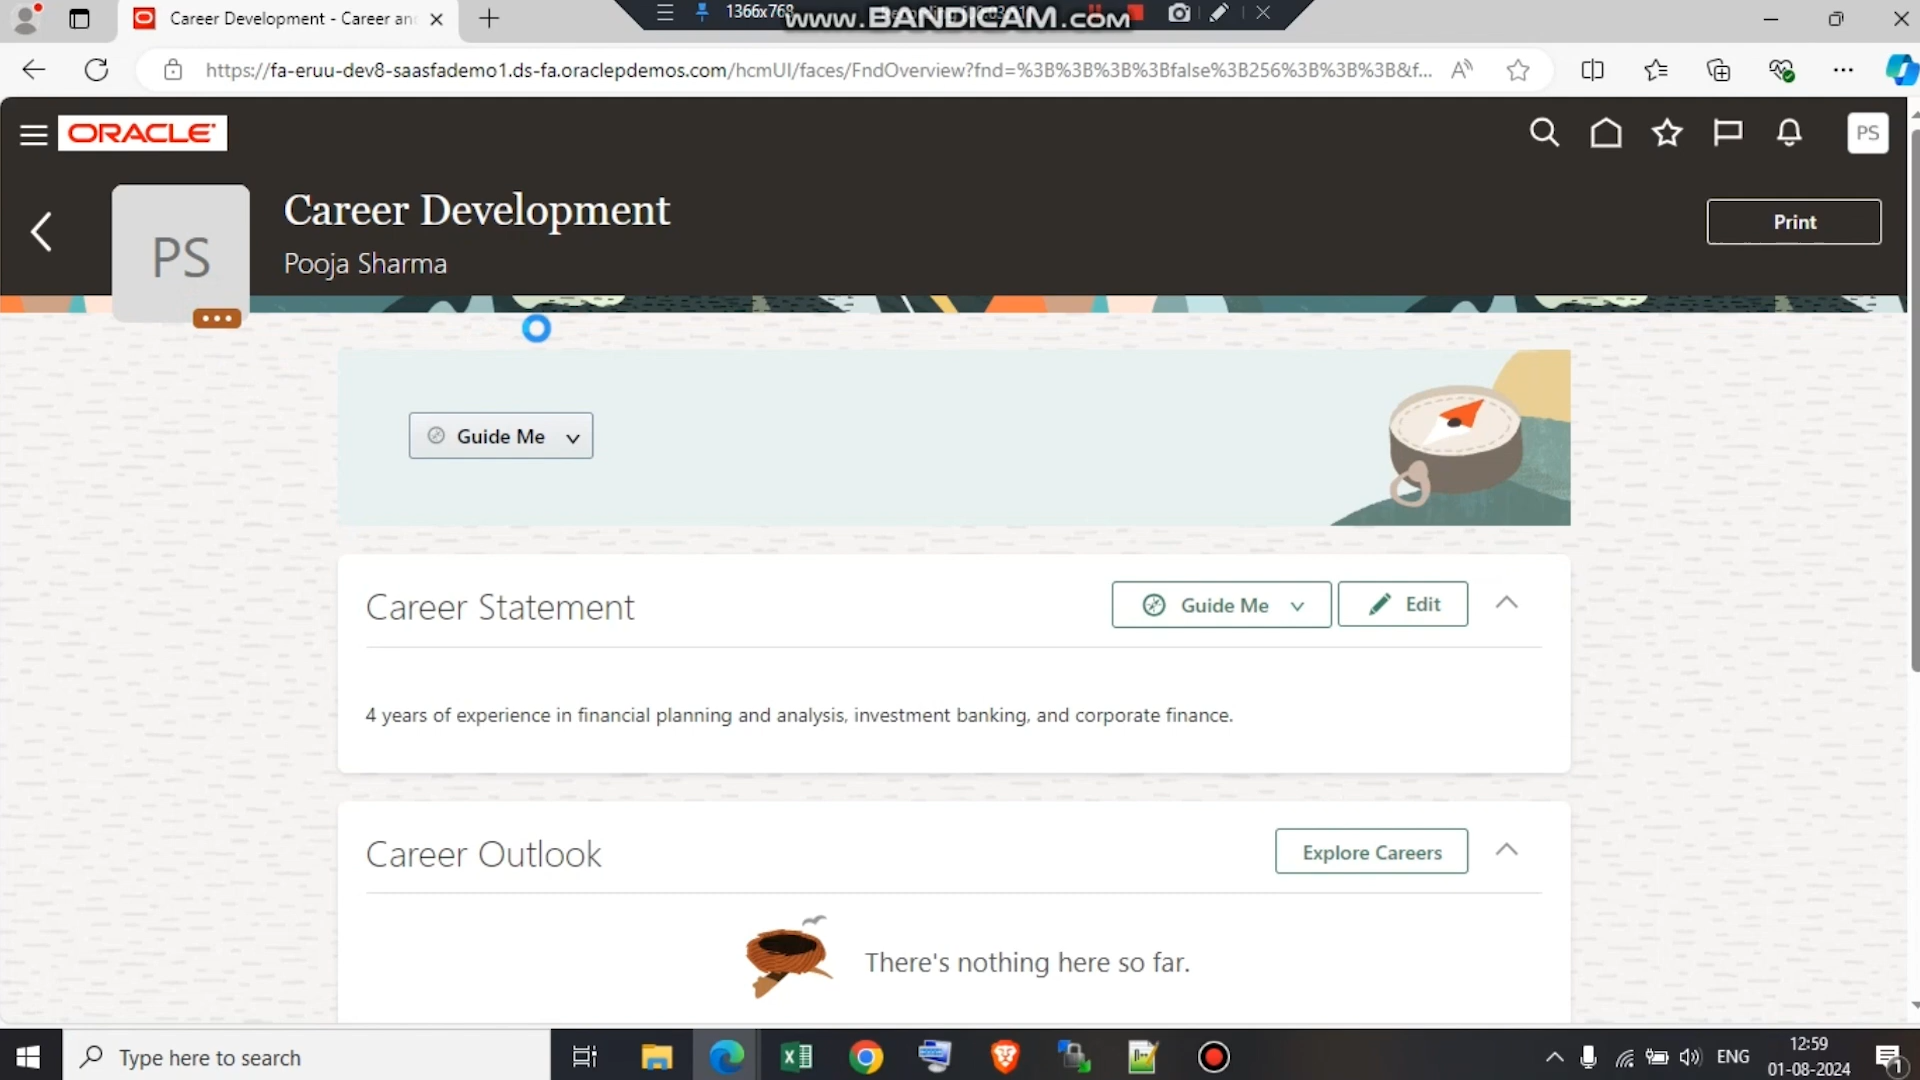 Career Development - Career an
1366x768
www.BANDICAM.com
https://fa-eruu-dev8-saasfademo1.ds-fa.oraclepdemos.com/hcmUI/faces/FndOverview?fnd=%3B%3B%3B%3Bfalse%3B256%3B%3B%3B&f...
ORACLE
PS
PS
Career Development
Pooja Sharma
Print
Guide Me
Career Statement
Guide Me
Edit
4 years of experience in financial planning and analysis, investment banking, and corporate finance.
Career Outlook
Explore Careers
There's nothing here so far.
Type here to search
ENG
12:59
01-08-2024
1